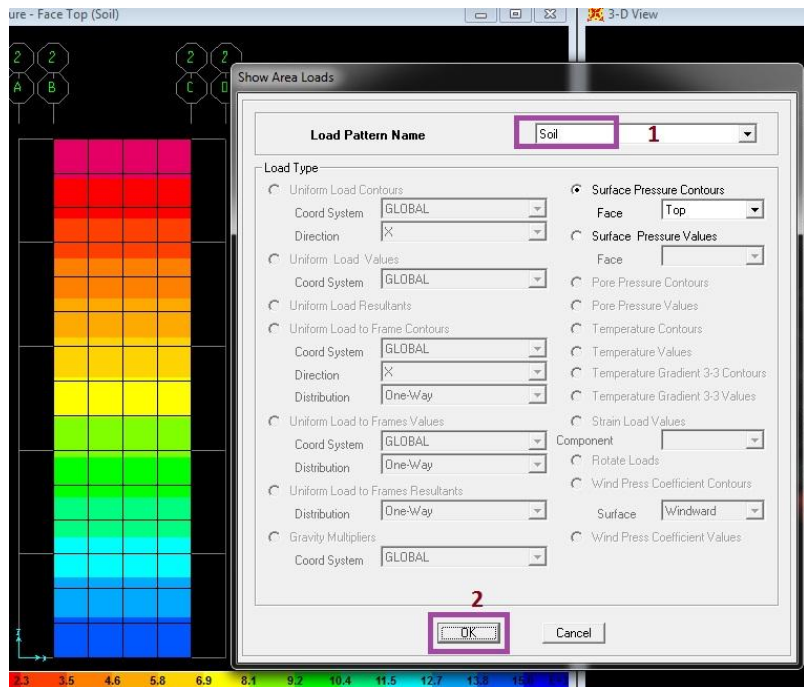 ure - Face Top (Soil)
3-D View
2 2 2 2
A B C D
Show Area Loads
Load Pattern Name Soil 1
Load Type
Uniform Load Contours
Coord System GLOBAL
Direction X
Uniform Load Values
Coord System GLOBAL
Uniform Load Resultants
Uniform Load to Frame Contours
Coord System GLOBAL
Direction X
Distribution One-Way
Uniform Load to Frames Values
Coord System GLOBAL
Distribution One-Way
Uniform Load to Frames Resultants
Distribution One-Way
Gravity Multipliers
Coord System GLOBAL
Surface Pressure Contours
Face Top
Surface Pressure Values
Face
Pore Pressure Contours
Pore Pressure Values
Temperature Contours
Temperature Values
Temperature Gradient 3-3 Contours
Temperature Gradient 3-3 Values
Strain Load Values
Component
Rotate Loads
Wind Press Coefficient Contours
Surface Windward
Wind Press Coefficient Values
2
OK Cancel
Z
2.3 3.5 4.6 5.8 6.9 8.1 9.2 10.4 11.5 12.7 13.8